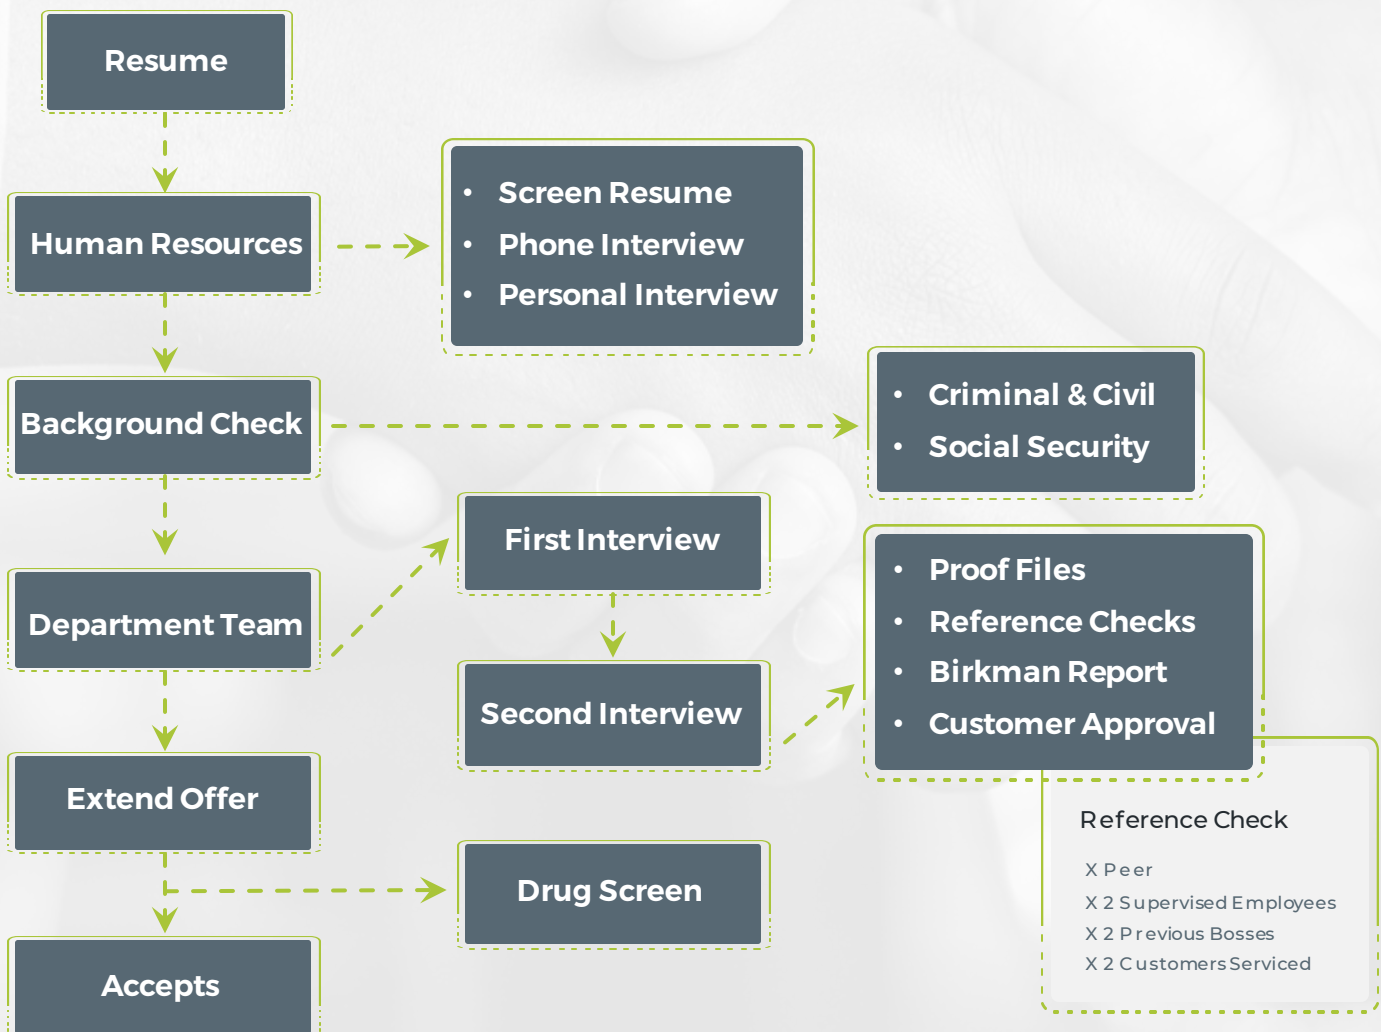 Resume
Human Resources
• Screen Resume
• Phone Interview
• Personal Interview
Background Check
• Criminal & Civil
• Social Security
Department Team
First Interview
Second Interview
• Proof Files
• Reference Checks
• Birkman Report
• Customer Approval
Reference Check
X Peer
X 2 Supervised Employees
X 2 Previous Bosses
X 2 Customers Serviced
Extend Offer
Drug Screen
Accepts